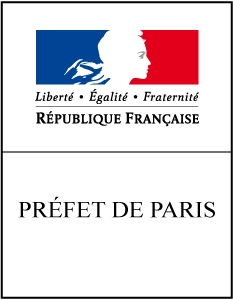 Liberté • Égalité • Fraternité
RÉPUBLIQUE FRANÇAISE
PRÉFET DE PARIS